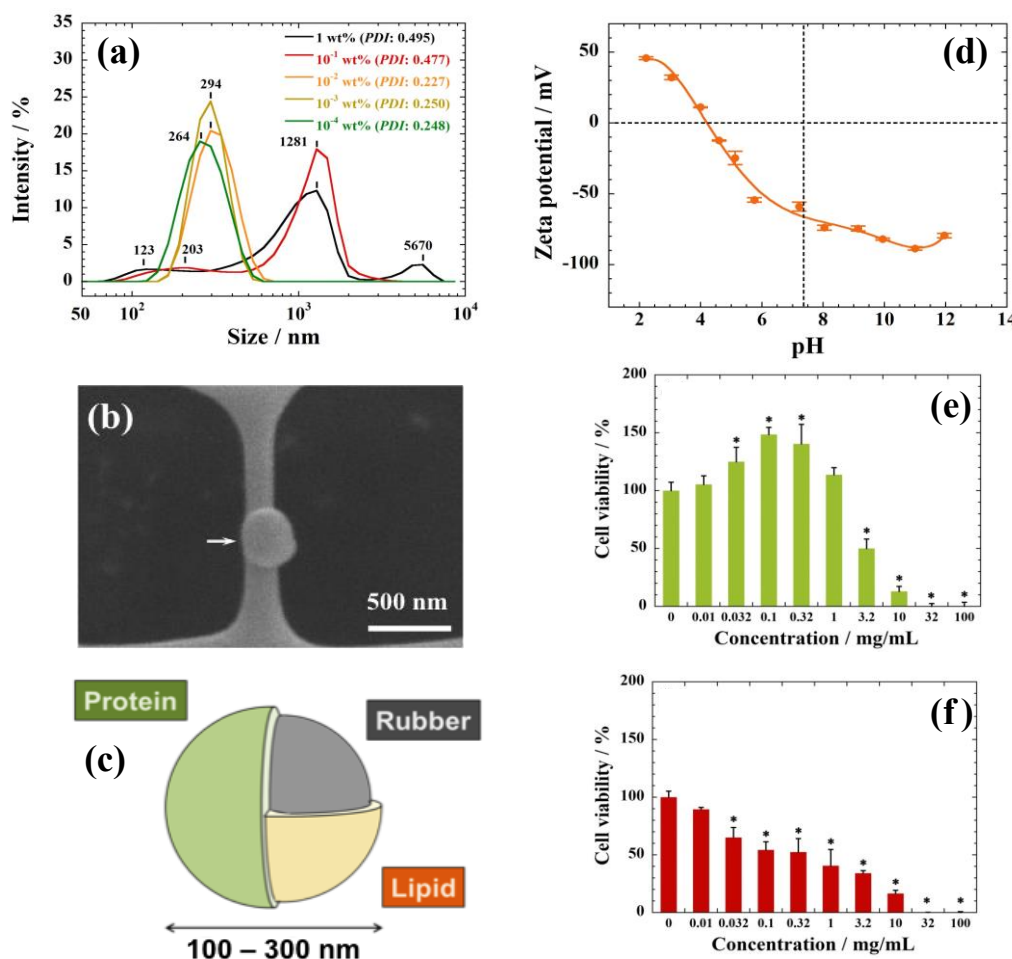 (a)
1 wt% (PDI: 0.495)
10⁻¹ wt% (PDI: 0.477)
10⁻² wt% (PDI: 0.227)
10⁻³ wt% (PDI: 0.250)
10⁻⁴ wt% (PDI: 0.248)
35
30
25
20
15
10
5
0
294
264
1281
123
203
5670
50
10²
10³
10⁴
Intensity / %
Size / nm
(d)
50
0
-50
-100
2
4
6
8
10
12
14
Zeta potential / mV
pH
(b)
500 nm
(e)
200
150
100
50
0
* * * * * * *
0 0.01 0.032 0.1 0.32 1 3.2 10 32 100
Cell viability / %
Concentration / mg/mL
(c)
Protein
Rubber
Lipid
100 – 300 nm
(f)
200
150
100
50
0
* * * * * * * *
0 0.01 0.032 0.1 0.32 1 3.2 10 32 100
Cell viability / %
Concentration / mg/mL